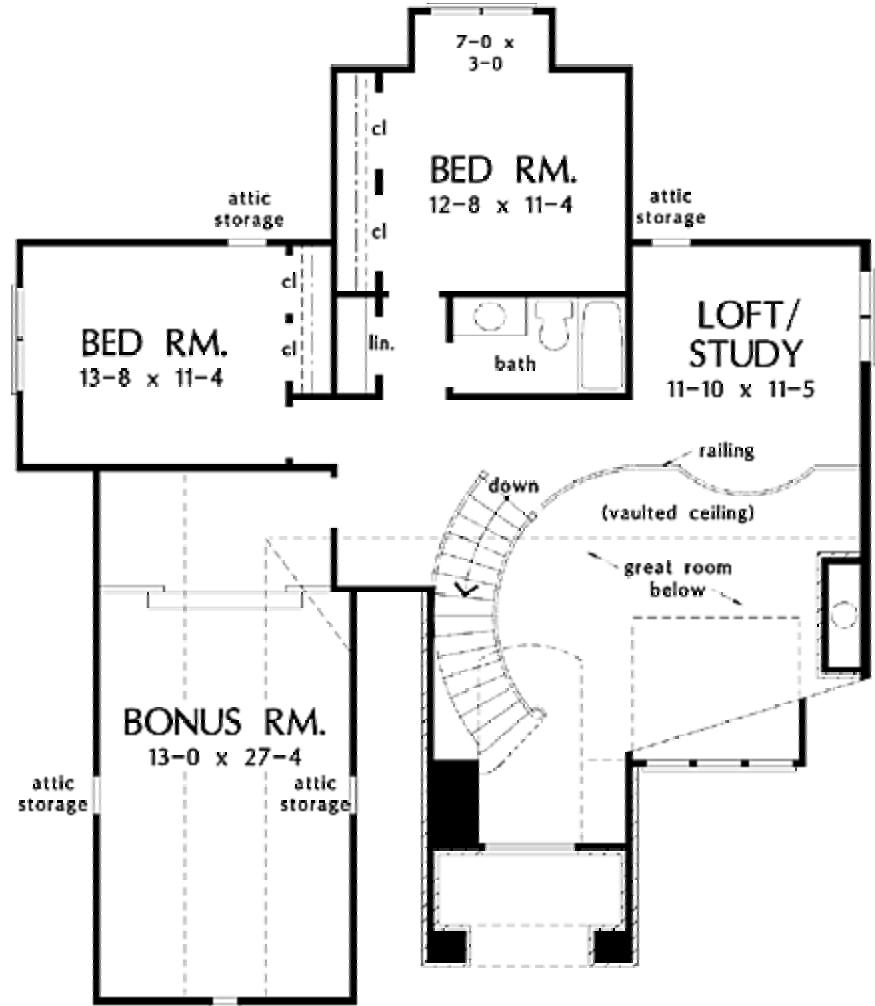 7-0 x
3-0
cl
BED RM.
12-8 x 11-4
cl
attic
storage
attic
storage
cl
BED RM.
13-8 x 11-4
cl
lin.
bath
LOFT/
STUDY
11-10 x 11-5
railing
down
(vaulted ceiling)
great room
below
BONUS RM.
13-0 x 27-4
attic
storage
attic
storage